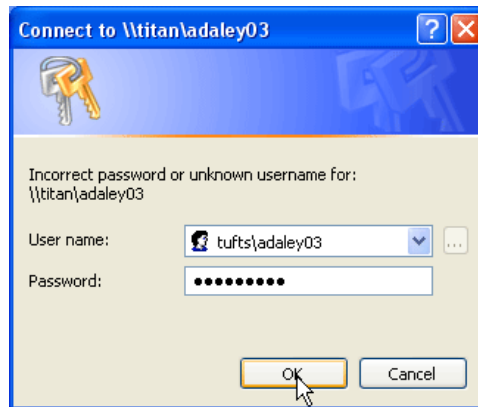 Connect to \\titan\adaley03
?
Incorrect password or unknown username for:
\\titan\adaley03
User name:
tufts\adaley03
...
Password:
●●●●●●●●●
OK
Cancel